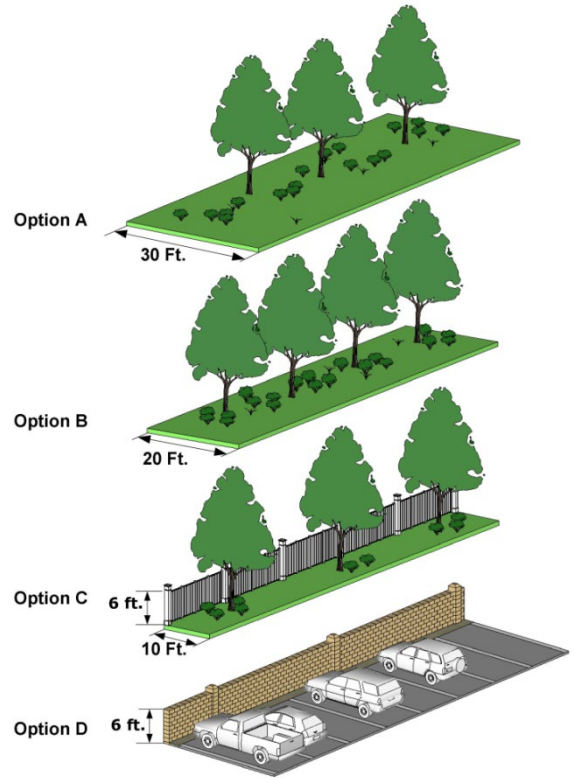 Option A
30 Ft.
Option B
20 Ft.
Option C
6 ft.
10 Ft.
Option D
6 ft.